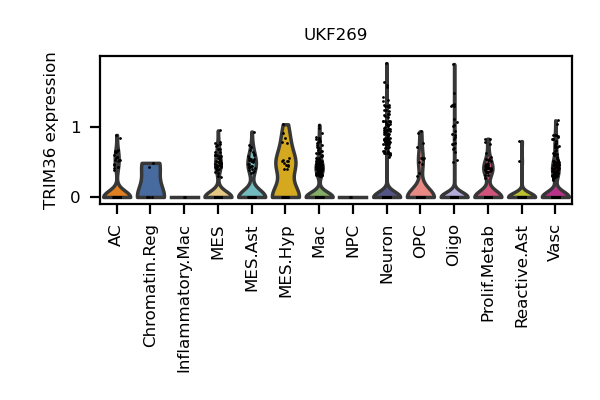 UKF269
TRIM36 expression
1
0
AC
Chromatin.Reg
Inflammatory.Mac
MES
MES.Ast
MES.Hyp
Mac
NPC
Neuron
OPC
Oligo
Prolif.Metab
Reactive.Ast
Vasc